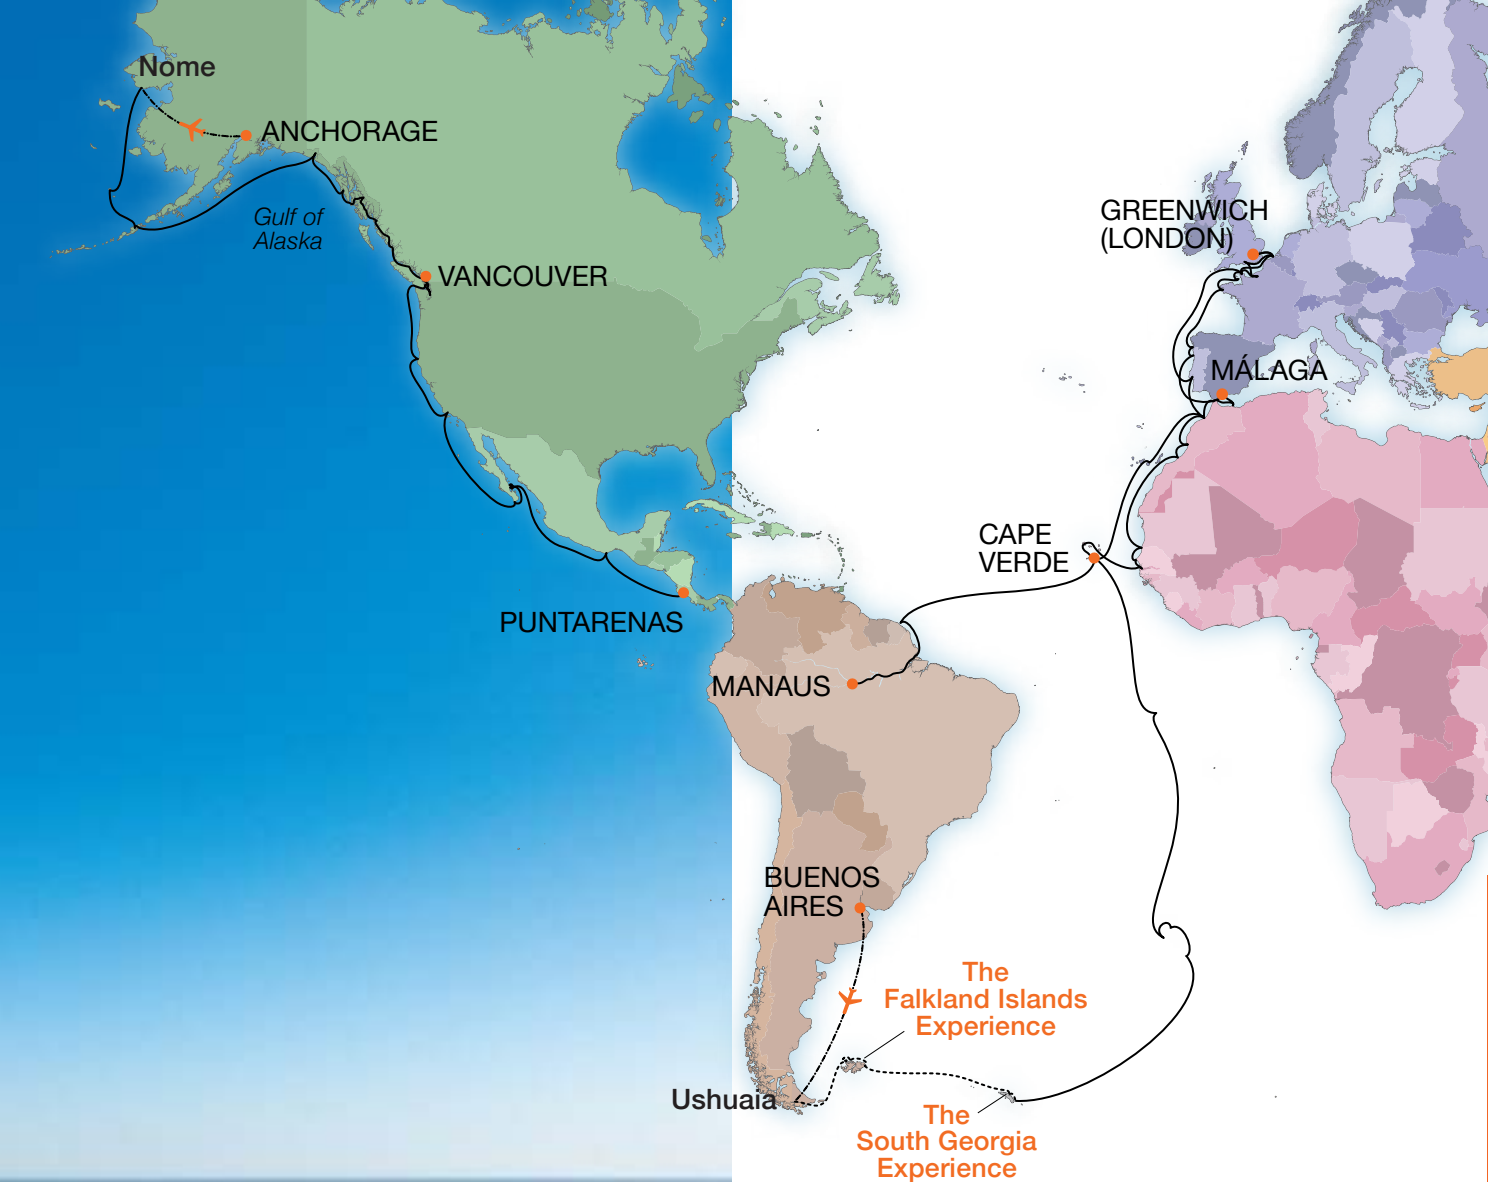 Nome
ANCHORAGE
Gulf of
Alaska
VANCOUVER
GREENWICH
(LONDON)
MÁLAGA
CAPE
VERDE
PUNTARENAS
MANAUS
BUENOS
AIRES
The
Falkland Islands
Experience
Ushuaia
The
South Georgia
Experience